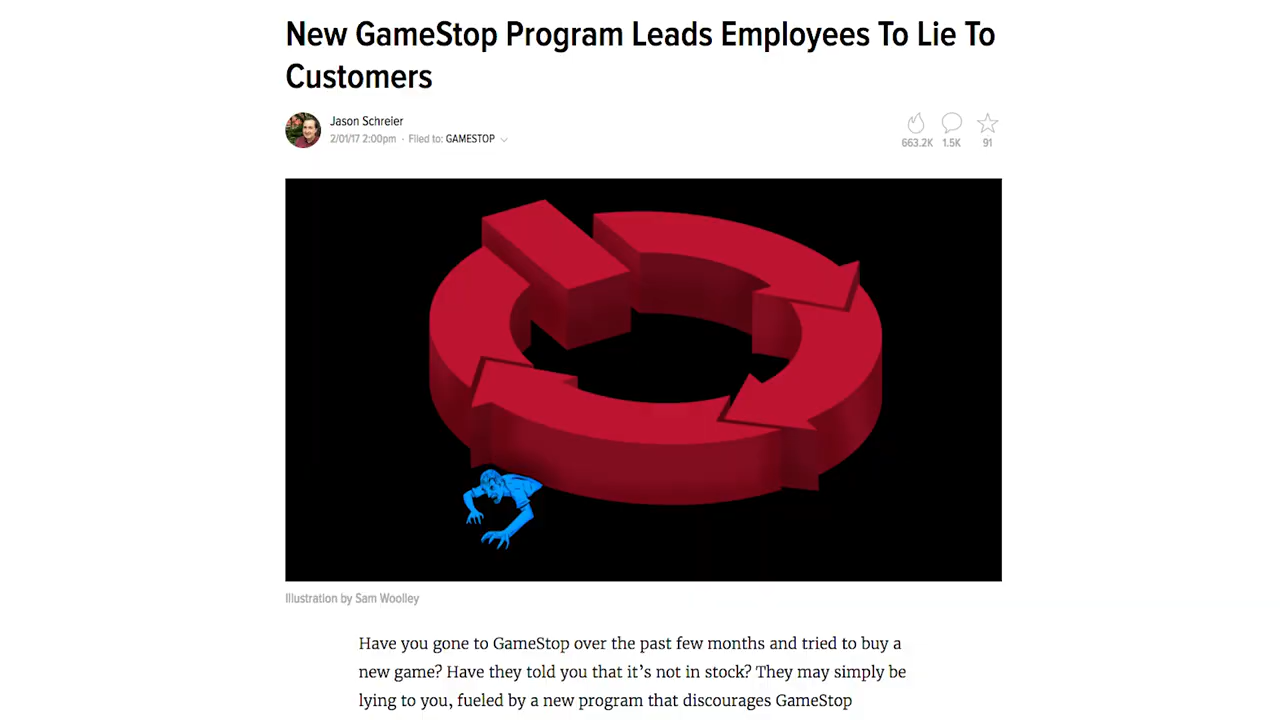 New GameStop Program Leads Employees To Lie To
Customers
Jason Schreier
2/01/17 2:00pm · Filed to: GAMESTOP
663.2K 1.5K 91
Illustration by Sam Woolley
Have you gone to GameStop over the past few months and tried to buy a
new game? Have they told you that it’s not in stock? They may simply be
lying to you, fueled by a new program that discourages GameStop